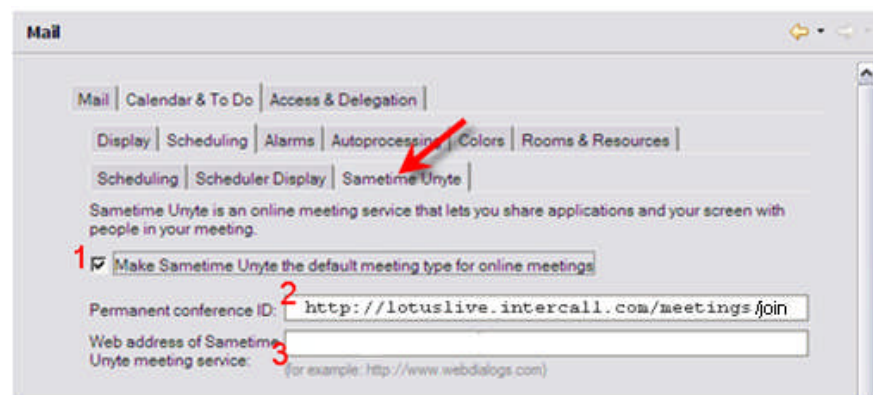 Mail
Mail Calendar & To Do Access & Delegation
Display Scheduling Alarms Autoprocessing Colors Rooms & Resources
Scheduling Scheduler Display Sametime Unyte
Sametime Unyte is an online meeting service that lets you share applications and your screen with
people in your meeting.
1 Make Sametime Unyte the default meeting type for online meetings
Permanent conference ID: 2 http://lotuslive.intercall.com/meetings/join
Web address of Sametime
Unyte meeting service: 3
(for example: http://www.webdialogs.com)